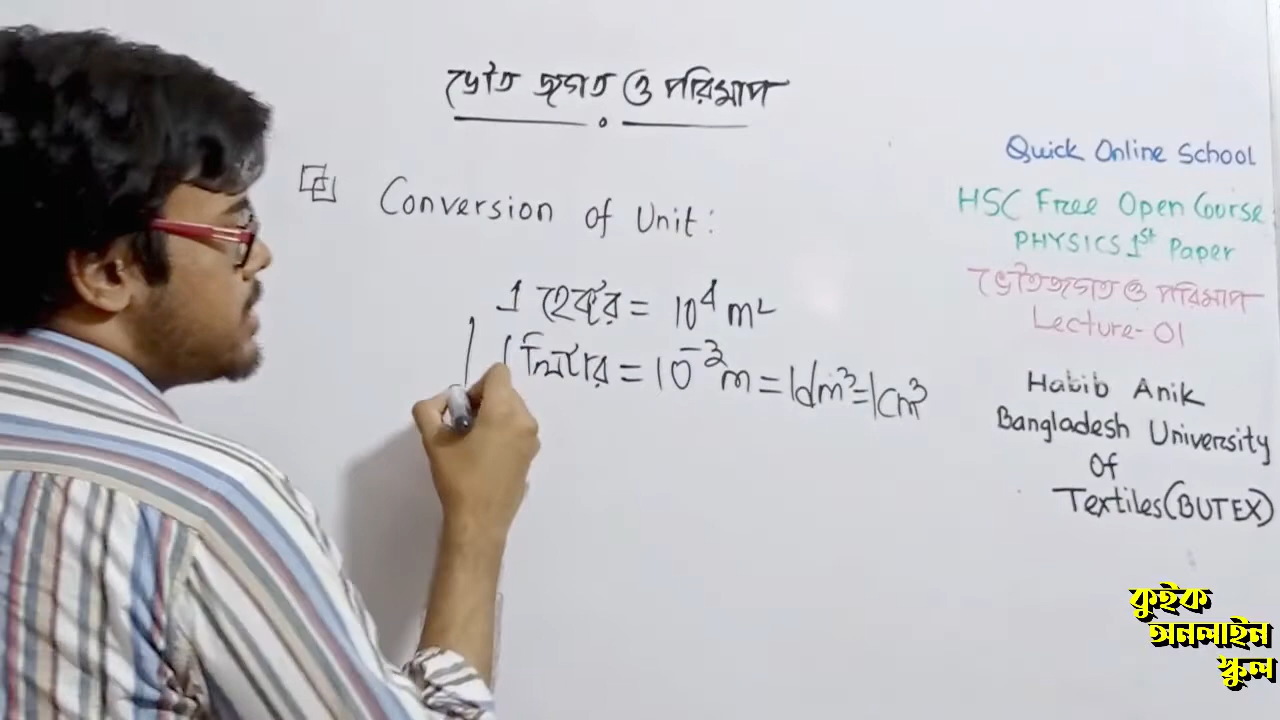 ভৌত জগত ও পরিমাপ
Conversion of Unit:
1 হেক্টর = 10⁴ m²
1 লিটার = 10⁻³ m = 1dm³ = 1cm³
Quick Online School
HSC Free Open Course
PHYSICS 1st Paper
ভৌতজগত ও পরিমাপ
Lecture-01
Habib Anik
Bangladesh University
Of
Textiles(BUTEX)
কুইক
অনলাইন
স্কুল